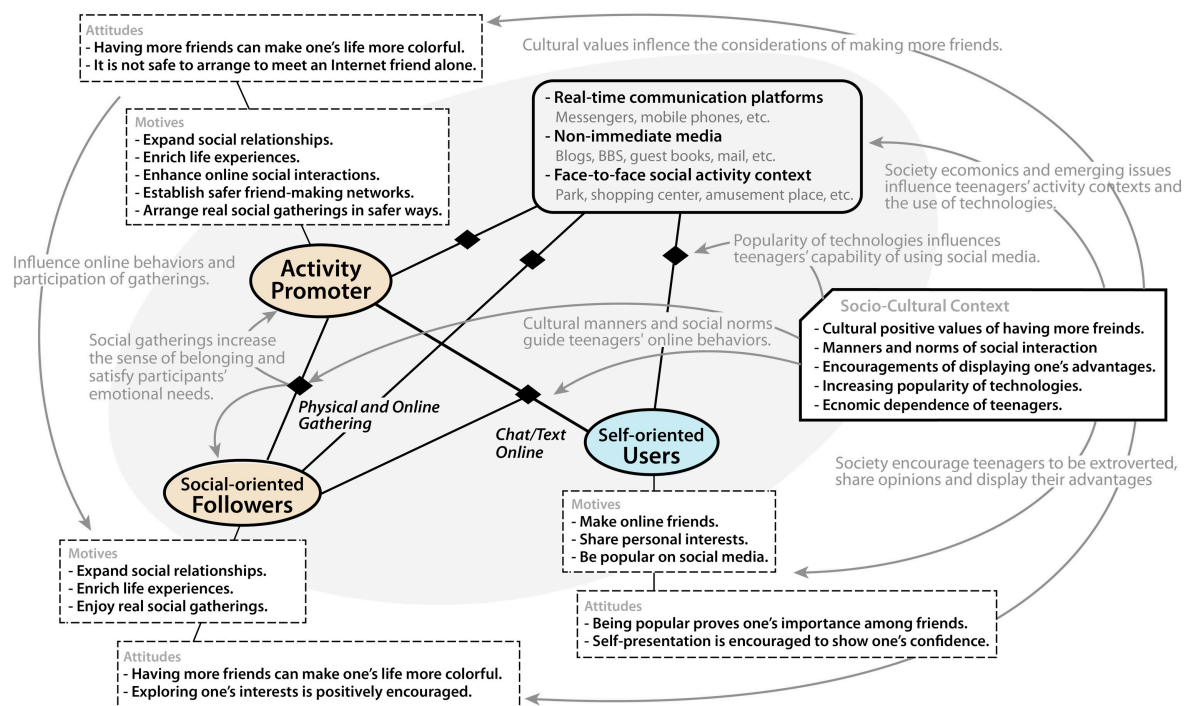 Attitudes
- Having more friends can make one's life more colorful.
- It is not safe to arrange to meet an Internet friend alone.
Cultural values inflence the considerations of making more friends.
Motives
- Expand social relationships.
- Enrich life experiences.
- Enhance online social interactions.
- Establish safer friend-making networks.
- Arrange real social gatherings in safer ways.
- Real-time communication platforms
Messengers, mobile phones, etc.
- Non-immediate media
Blogs, BBS, guest books, mail, etc.
- Face-to-face social activity context
Park, shopping center, amusement place, etc.
Society ecomonics and emerging issues
influence teenagers' activity contexts and
the use of technologies.
Influence online behaviors and
participation of gatherings.
Activity
Promoter
Popularity of technologies influences
teenagers' capability of using social media.
Social gatherings increase
the sense of belonging and
satisfy participants'
emotional needs.
Cultural manners and social norms
guide teenagers' online behaviors.
Socio-Cultural Context
- Cultural positive values of having more freinds.
- Manners and norms of social interaction
- Encouragements of displaying one's advantages.
- Increasing popularity of technologies.
- Ecnomic dependence of teenagers.
Physical and Online
Gathering
Chat/Text
Online
Self-oriented
Users
Social-oriented
Followers
Society encourage teenagers to be extroverted,
share opinions and display their advantages
Motives
- Make online friends.
- Share personal interests.
- Be popular on social media.
Motives
- Expand social relationships.
- Enrich life experiences.
- Enjoy real social gatherings.
Attitudes
- Being popular proves one's importance among friends.
- Self-presentation is encouraged to show one's confidence.
Attitudes
- Having more friends can make one's life more colorful.
- Exploring one's interests is positively encouraged.